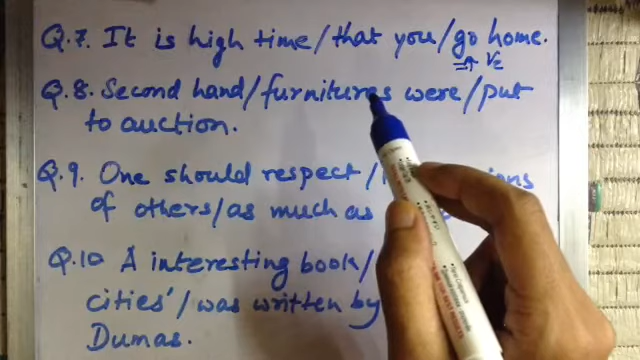 Q.7. It is high time/that you/go home.
V2
Q.8. Second hand/furnitures were/put
to auction.
Q.9. One should respect/
of others/as much as
Q.10 A interesting book/
cities'/was written by
Dumas.